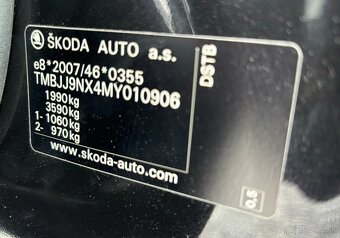 ŠKODA AUTO a.s.
e8*2007/46*0355
TMBJJ9NX4MY010906
1990kg
3590kg
1- 1060kg
2- 970kg
www.skoda-auto.com
DSTB
0.5